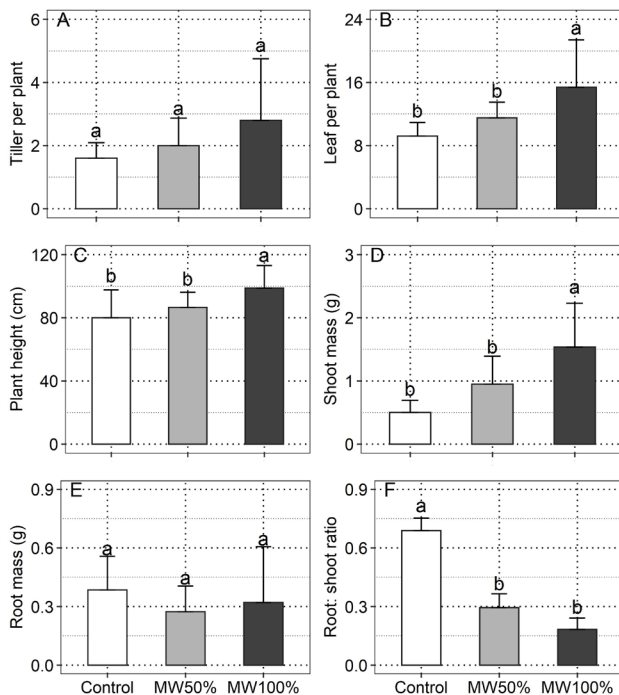 A
Tiller per plant
6
4
2
0
a
a
a
B
Leaf per plant
24
16
8
0
b
b
a
C
Plant height (cm)
120
80
40
0
b
b
a
D
Shoot mass (g)
3
2
1
0
b
b
a
E
Root mass (g)
0.9
0.6
0.3
0.0
a
a
a
Control MW50% MW100%
F
Root: shoot ratio
0.9
0.6
0.3
0.0
a
b
b
Control MW50% MW100%